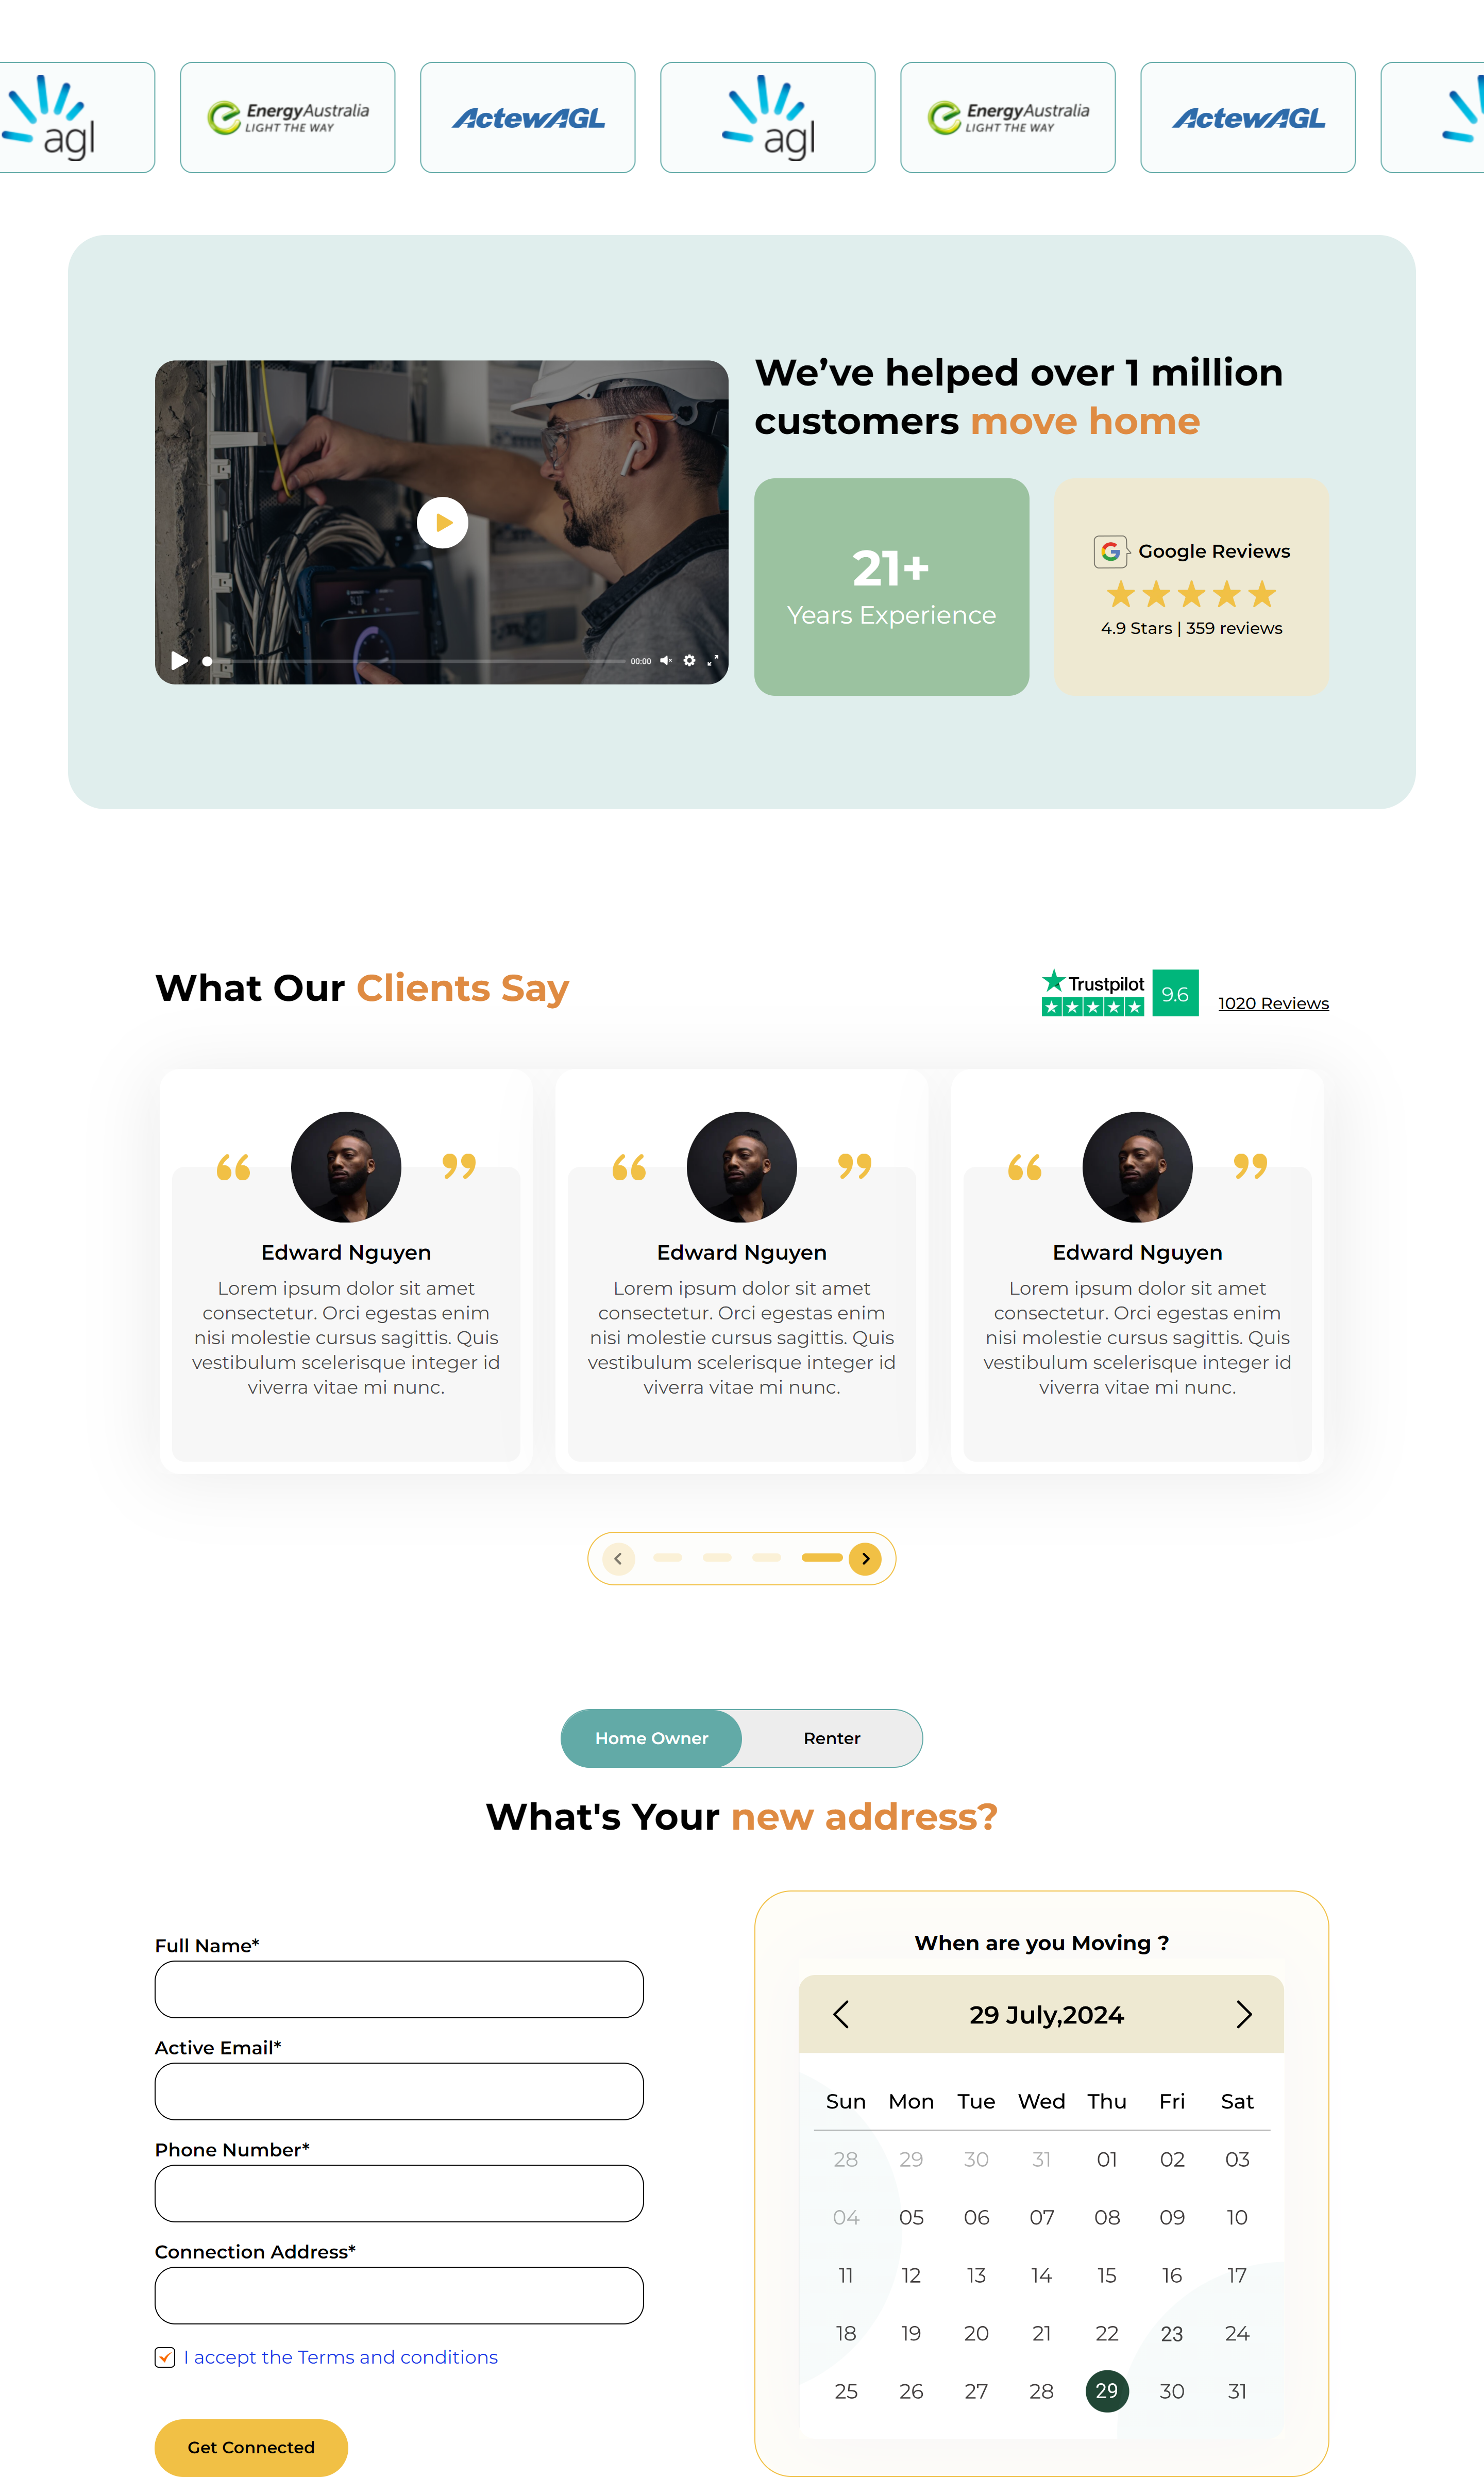 agl
EnergyAustralia
LIGHT THE WAY
ActewAGL
agl
EnergyAustralia
LIGHT THE WAY
ActewAGL
We’ve helped over 1 million
customers move home
21+
Years Experience
Google Reviews
4.9 Stars | 359 reviews
00:00
What Our Clients Say
Trustpilot
9.6
1020 Reviews
“ ”
Edward Nguyen
Lorem ipsum dolor sit amet
consectetur. Orci egestas enim
nisi molestie cursus sagittis. Quis
vestibulum scelerisque integer id
viverra vitae mi nunc.
“ ”
Edward Nguyen
Lorem ipsum dolor sit amet
consectetur. Orci egestas enim
nisi molestie cursus sagittis. Quis
vestibulum scelerisque integer id
viverra vitae mi nunc.
“ ”
Edward Nguyen
Lorem ipsum dolor sit amet
consectetur. Orci egestas enim
nisi molestie cursus sagittis. Quis
vestibulum scelerisque integer id
viverra vitae mi nunc.
Home Owner
Renter
What's Your new address?
Full Name*
Active Email*
Phone Number*
Connection Address*
I accept the Terms and conditions
Get Connected
When are you Moving ?
29 July,2024
Sun Mon Tue Wed Thu Fri Sat
28 29 30 31 01 02 03
04 05 06 07 08 09 10
11 12 13 14 15 16 17
18 19 20 21 22 23 24
25 26 27 28 29 30 31